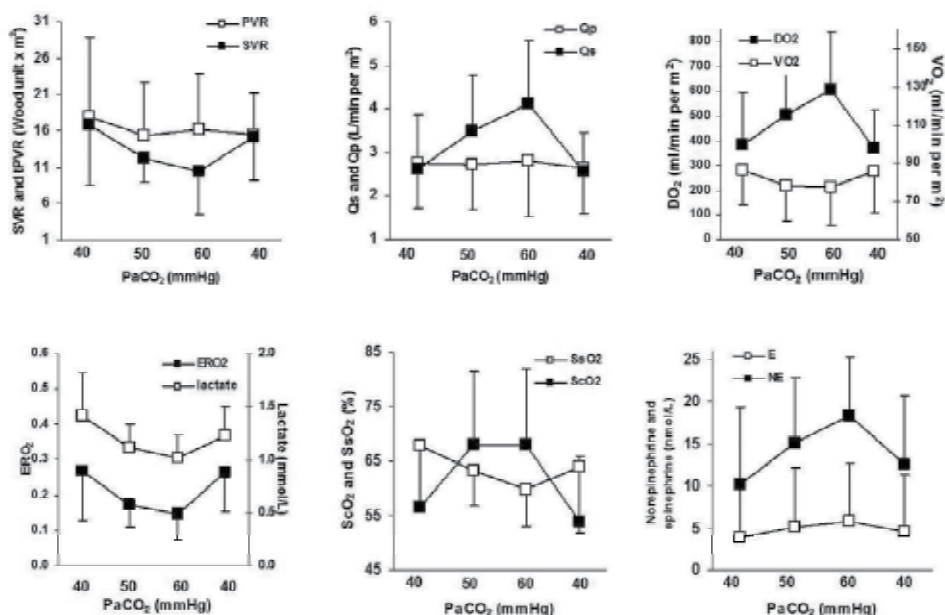 31
26
21
16
11
6
1
SVR and tPVR (Wood unit x m²)
PVR
SVR
40 50 60 40
PaCO₂ (mmHg)
6
5
4
3
2
1
Qs and Qp (L/min per m²)
Qp
Qs
40 50 60 40
PaCO₂ (mmHg)
800
700
600
500
400
300
200
100
0
DO₂ (ml/min per m²)
DO2
VO2
150
130
110
90
70
50
VO₂ (ml/min per m²)
40 50 60 40
PaCO₂ (mmHg)
0.6
0.5
0.4
0.3
0.2
0.1
0.0
ERO₂
ERO2
lactate
2.0
1.5
1.0
0.5
0.0
Lactate (mmol/L)
40 50 60 40
PaCO₂ (mmHg)
85
75
65
55
45
ScO₂ and SsO₂ (%)
SsO2
ScO2
40 50 60 40
PaCO₂ (mmHg)
25
20
15
10
5
0
Norepinephrine and
epinephrine (nmol/L)
E
NE
40 50 60 40
PaCO₂ (mmHg)